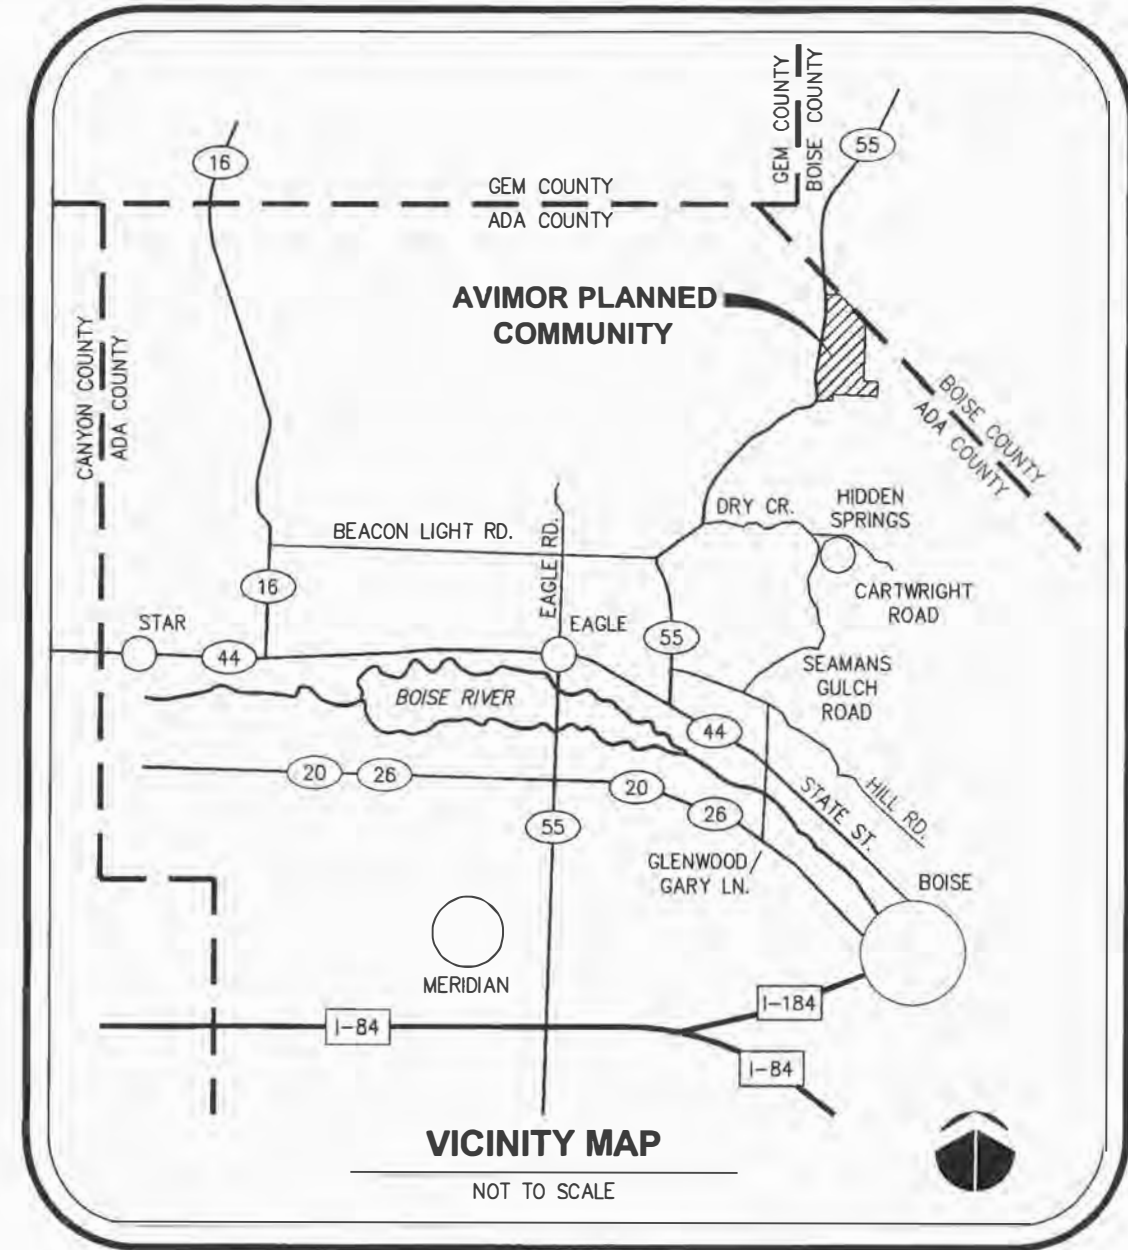 GEM COUNTY
BOISE COUNTY
55
16
GEM COUNTY
ADA COUNTY
AVIMOR PLANNED
COMMUNITY
CANYON COUNTY
ADA COUNTY
BOISE COUNTY
ADA COUNTY
DRY CR.
HIDDEN
SPRINGS
BEACON LIGHT RD.
EAGLE RD.
16
CARTWRIGHT
ROAD
STAR
44
EAGLE
55
SEAMANS
GULCH
ROAD
BOISE RIVER
44
20
26
20
26
STATE ST.
HILL RD.
55
GLENWOOD/
GARY LN.
BOISE
MERIDIAN
I-184
I-84
I-84
VICINITY MAP
NOT TO SCALE